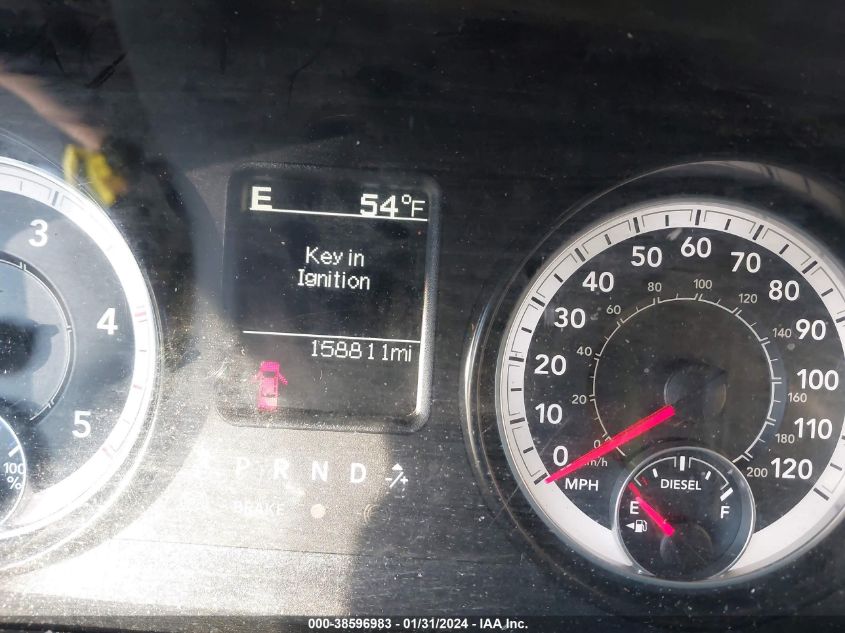 E 54°F
Key in
Ignition
158811mi
P R N D -/+
BRAKE
3
4
5
100
%
0 10 20 30 40 50 60 70 80 90 100 110 120
MPH
0 20 40 60 80 100 120 140 160 180 200
km/h
DIESEL
E F
000-38596983 - 01/31/2024 - IAA Inc.